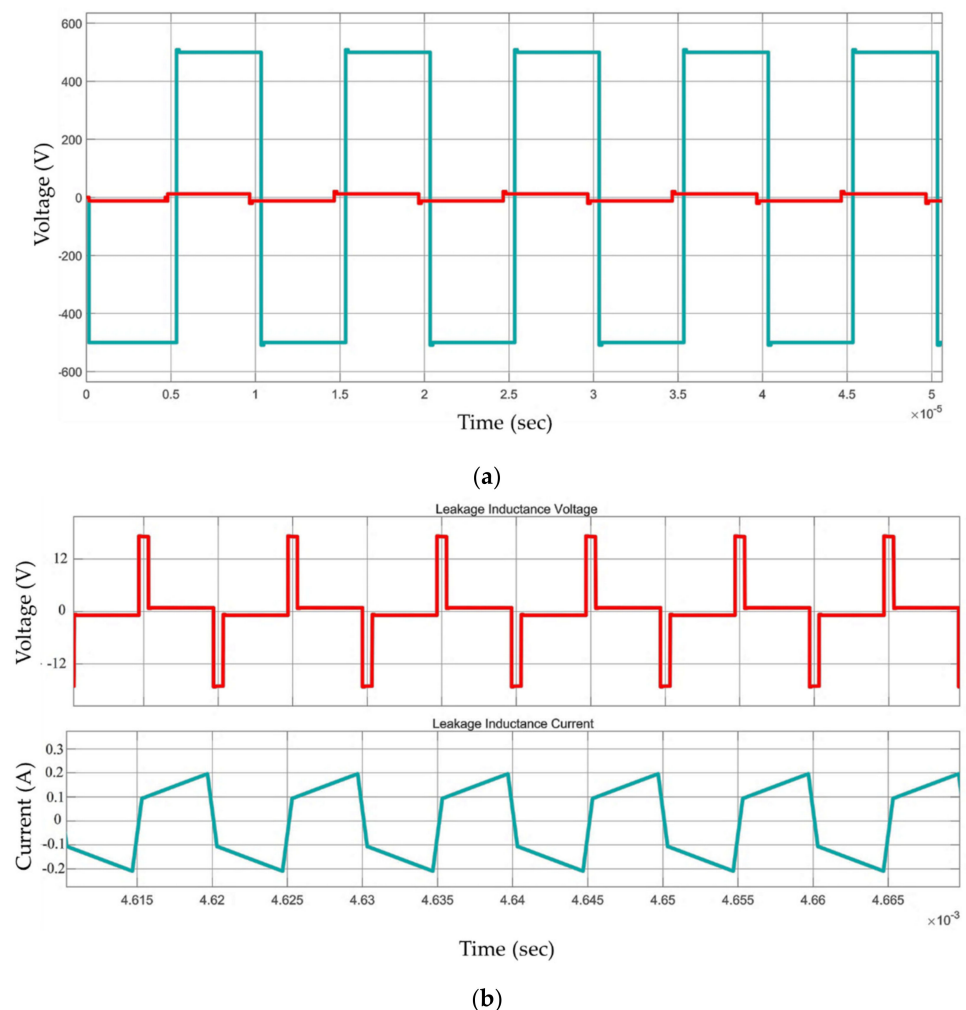 600
400
200
0
-200
-400
-600
Voltage (V)
0 0.5 1 1.5 2 2.5 3 3.5 4 4.5 5
×10-5
Time (sec)
(a)
Leakage Inductance Voltage
12
0
-12
Voltage (V)
Leakage Inductance Current
0.3
0.2
0.1
0
-0.1
-0.2
Current (A)
4.615 4.62 4.625 4.63 4.635 4.64 4.645 4.65 4.655 4.66 4.665
×10-3
Time (sec)
(b)